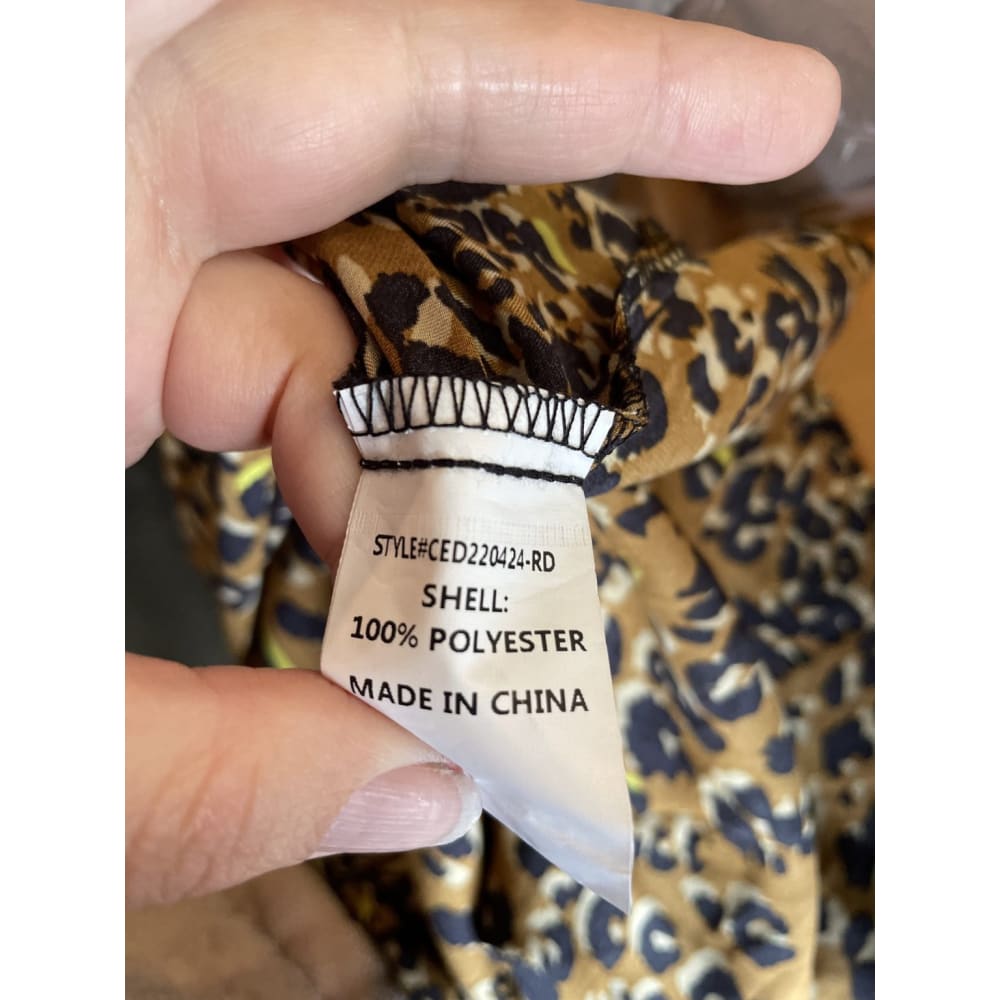 STYLE#CED220424-RD
SHELL:
100% POLYESTER
MADE IN CHINA